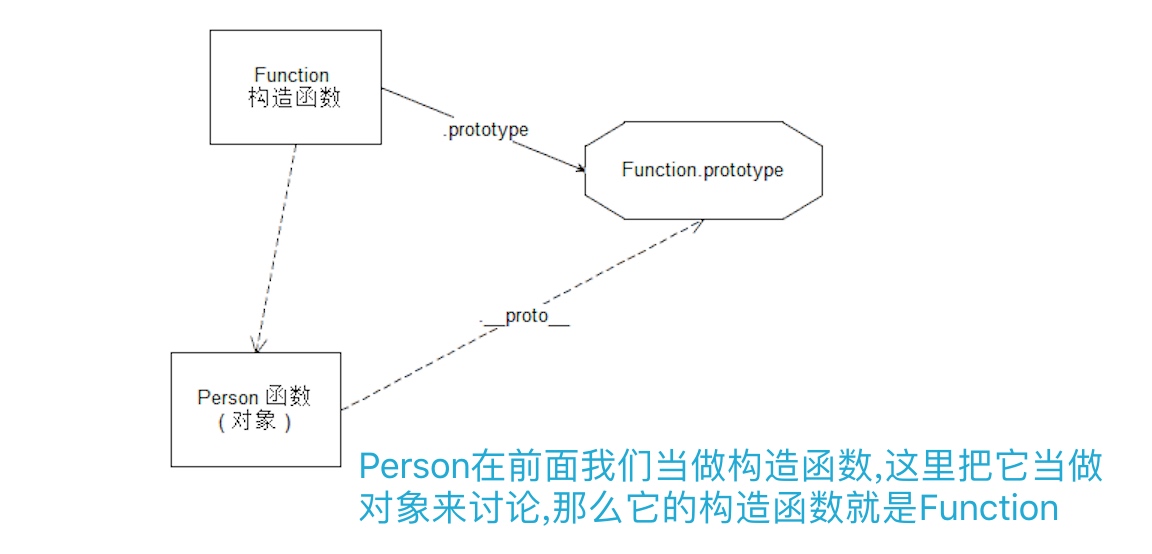 Function
构造函数
.prototype
Function.prototype
.__proto__
Person 函数
( 对象 )
Person在前面我们当做构造函数,这里把它当做
对象来讨论,那么它的构造函数就是Function